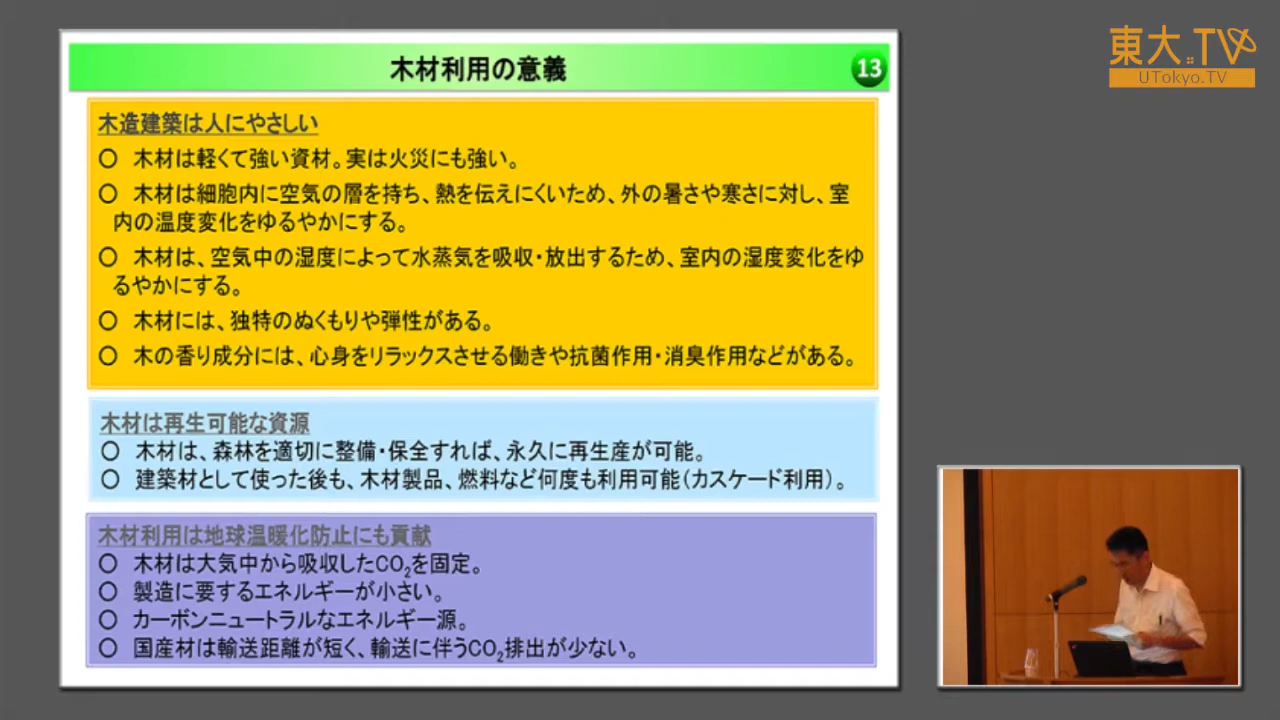 木材利用の意義
13
東大.TV
UTokyo.TV
木造建築は人にやさしい
○ 木材は軽くて強い資材。実は火災にも強い。
○ 木材は細胞内に空気の層を持ち、熱を伝えにくいため、外の暑さや寒さに対し、室
内の温度変化をゆるやかにする。
○ 木材は、空気中の湿度によって水蒸気を吸収・放出するため、室内の湿度変化をゆ
るやかにする。
○ 木材には、独特のぬくもりや弾性がある。
○ 木の香り成分には、心身をリラックスさせる働きや抗菌作用・消臭作用などがある。
木材は再生可能な資源
○ 木材は、森林を適切に整備・保全すれば、永久に再生産が可能。
○ 建築材として使った後も、木材製品、燃料など何度も利用可能（カスケード利用）。
木材利用は地球温暖化防止にも貢献
○ 木材は大気中から吸収したCO₂を固定。
○ 製造に要するエネルギーが小さい。
○ カーボンニュートラルなエネルギー源。
○ 国産材は輸送距離が短く、輸送に伴うCO₂排出が少ない。